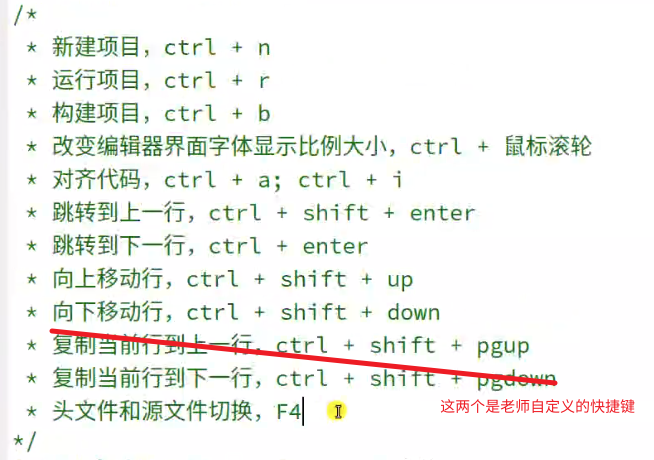 /*
* 新建项目，ctrl + n
* 运行项目，ctrl + r
* 构建项目，ctrl + b
* 改变编辑器界面字体显示比例大小，ctrl + 鼠标滚轮
* 对齐代码，ctrl + a; ctrl + i
* 跳转到上一行，ctrl + shift + enter
* 跳转到下一行，ctrl + enter
* 向上移动行，ctrl + shift + up
* 向下移动行，ctrl + shift + down
* 复制当前行到上一行，ctrl + shift + pgup
* 复制当前行到下一行，ctrl + shift + pgdown
* 头文件和源文件切换，F4
这两个是老师自定义的快捷键
*/